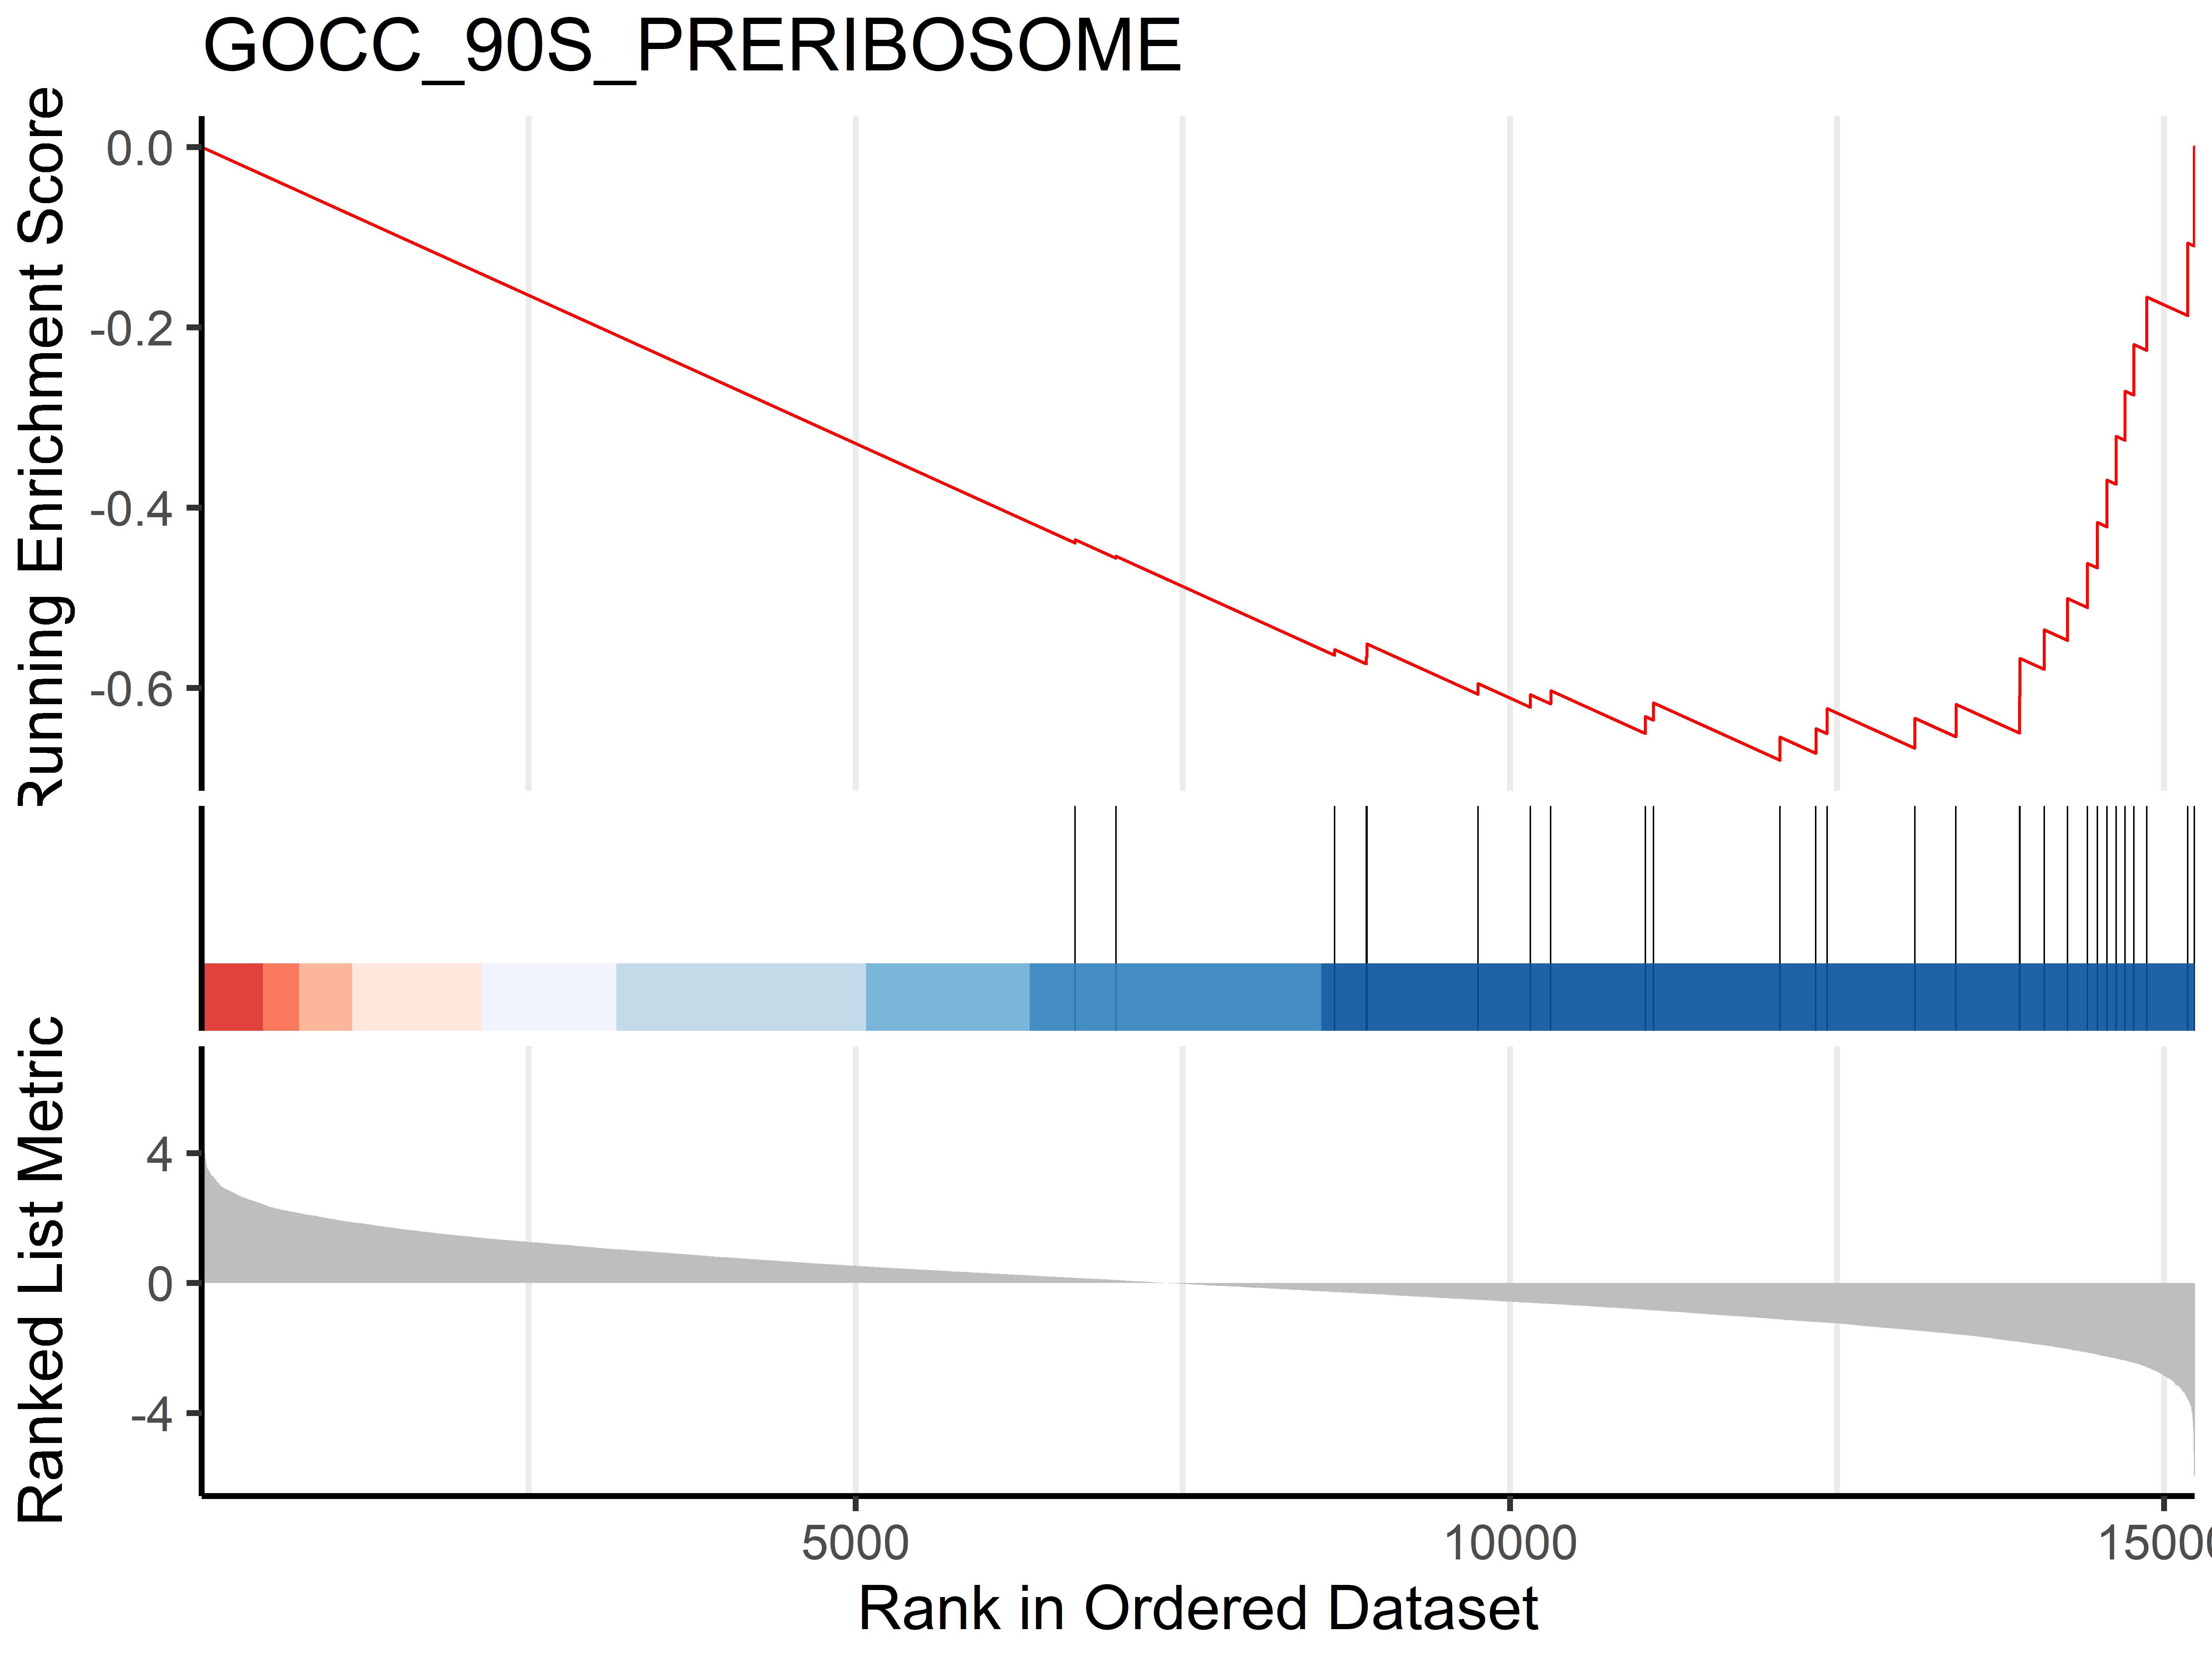 GOCC_90S_PRERIBOSOME
Running Enrichment Score
0.0
-0.2
-0.4
-0.6
Ranked List Metric
4
0
-4
5000
10000
15000
Rank in Ordered Dataset